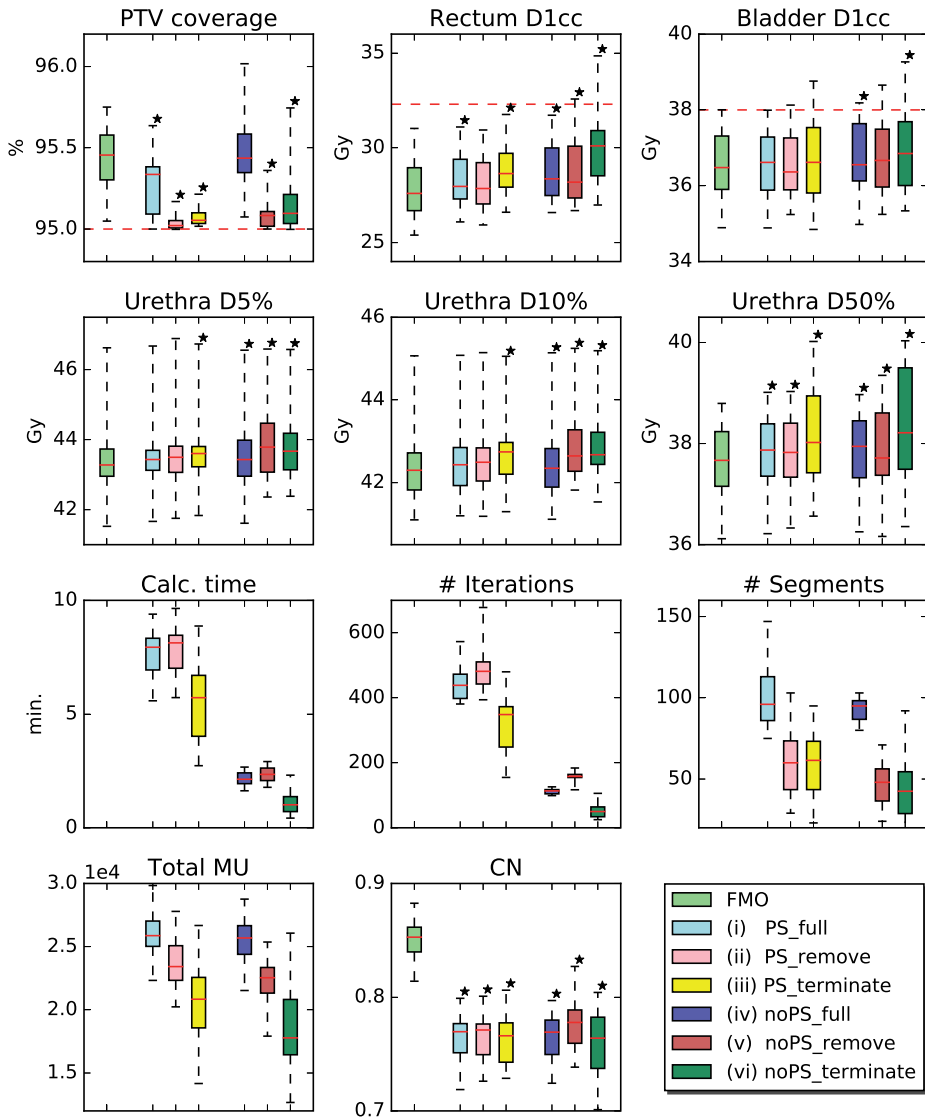 PTV coverage
Rectum D1cc
Bladder D1cc
%
96.0
95.5
95.0
Gy
35
30
25
Gy
40
38
36
34
Urethra D5%
Urethra D10%
Urethra D50%
Gy
46
44
42
Gy
46
44
42
Gy
40
38
36
Calc. time
# Iterations
# Segments
min.
10
5
0
600
400
200
0
150
100
50
Total MU
CN
1e4
3.0
2.5
2.0
1.5
0.9
0.8
0.7
FMO
(i) PS_full
(ii) PS_remove
(iii) PS_terminate
(iv) noPS_full
(v) noPS_remove
(vi) noPS_terminate